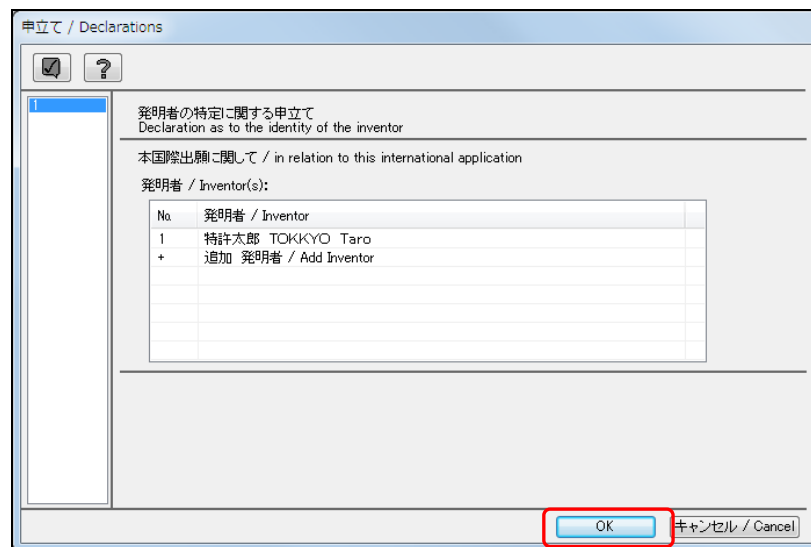 申立て / Declarations
?
1
発明者の特定に関する申立て
Declaration as to the identity of the inventor
本国際出願に関して / in relation to this international application
発明者 / Inventor(s):
No. 発明者 / Inventor
1 特許太郎 TOKKYO Taro
+ 追加 発明者 / Add Inventor
OK キャンセル / Cancel